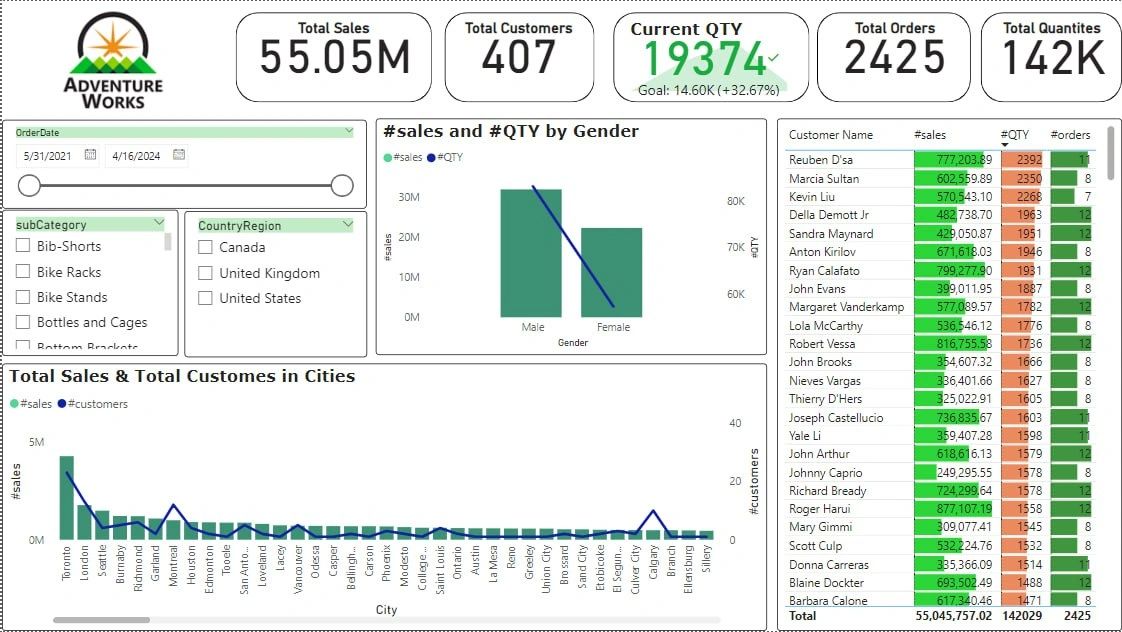 ADVENTURE
WORKS
Total Sales
55.05M
Total Customers
407
Current QTY
19374
Goal: 14.60K (+32.67%)
Total Orders
2425
Total Quantites
142K
OrderDate
5/31/2021 4/16/2024
subCategory
Bib-Shorts
Bike Racks
Bike Stands
Bottles and Cages
Bottom Brackets
CountryRegion
Canada
United Kingdom
United States
#sales and #QTY by Gender
#sales #QTY
30M
20M
10M
0M
#sales
80K
70K
60K
#QTY
Male Female
Gender
Total Sales & Total Customes in Cities
#sales #customers
5M
0M
#sales
40
20
0
#customers
Toronto
London
Seattle
Burnaby
Richmond
Garland
Montreal
Houston
Edmonton
Tooele
San Anto...
Loveland
Lacey
Vancouver
Odessa
Casper
Bellingh...
Carson
Phoenix
Modesto
College ...
Saint Louis
Ontario
Austin
La Mesa
Reno
Greeley
Union City
Brossard
Sand City
Etobicoke
El Segun...
Culver City
Calgary
Branch
Ellensburg
Sillery
City
Customer Name #sales #QTY #orders
Reuben D'sa 777,203.89 2392 11
Marcia Sultan 602,559.89 2350 8
Kevin Liu 570,543.10 2268 7
Della Demott Jr 482,738.70 1963 12
Sandra Maynard 429,050.87 1951 12
Anton Kirilov 671,618.03 1946 8
Ryan Calafato 799,277.90 1931 12
John Evans 399,011.95 1887 8
Margaret Vanderkamp 577,089.57 1782 12
Lola McCarthy 536,546.12 1776 8
Robert Vessa 816,755.58 1736 12
John Brooks 354,607.32 1666 8
Nieves Vargas 336,401.66 1627 8
Thierry D'Hers 325,022.91 1605 8
Joseph Castellucio 736,835.67 1603 11
Yale Li 359,407.28 1598 11
John Arthur 618,616.13 1579 12
Johnny Caprio 249,295.55 1578 8
Richard Bready 724,299.64 1578 12
Roger Harui 877,107.19 1558 12
Mary Gimmi 309,077.41 1545 8
Scott Culp 532,224.76 1532 8
Donna Carreras 335,366.09 1514 11
Blaine Dockter 693,502.49 1488 12
Barbara Calone 617,340.46 1471 8
Total 55,045,757.02 142029 2425